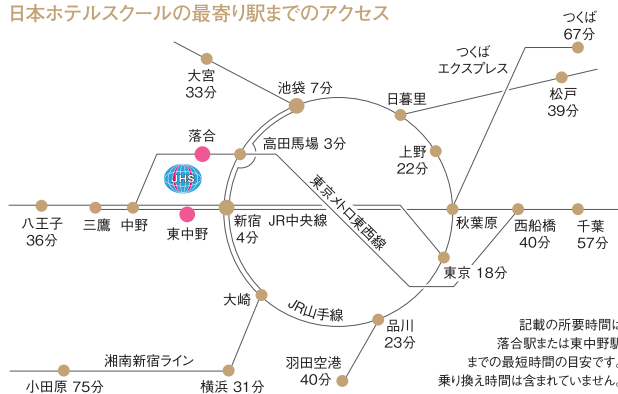 日本ホテルスクールの最寄り駅までのアクセス
つくば
67分
つくば
エクスプレス
大宮
33分
池袋 7分
日暮里
松戸
39分
落合
高田馬場 3分
上野
22分
JHS
東京メトロ東西線
八王子
36分
三鷹
中野
東中野
新宿
4分
JR中央線
秋葉原
西船橋
40分
千葉
57分
東京 18分
大崎
JR山手線
品川
23分
湘南新宿ライン
羽田空港
40分
小田原 75分
横浜 31分
記載の所要時間は
落合駅または東中野駅
までの最短時間の目安です。
乗り換え時間は含まれていません。